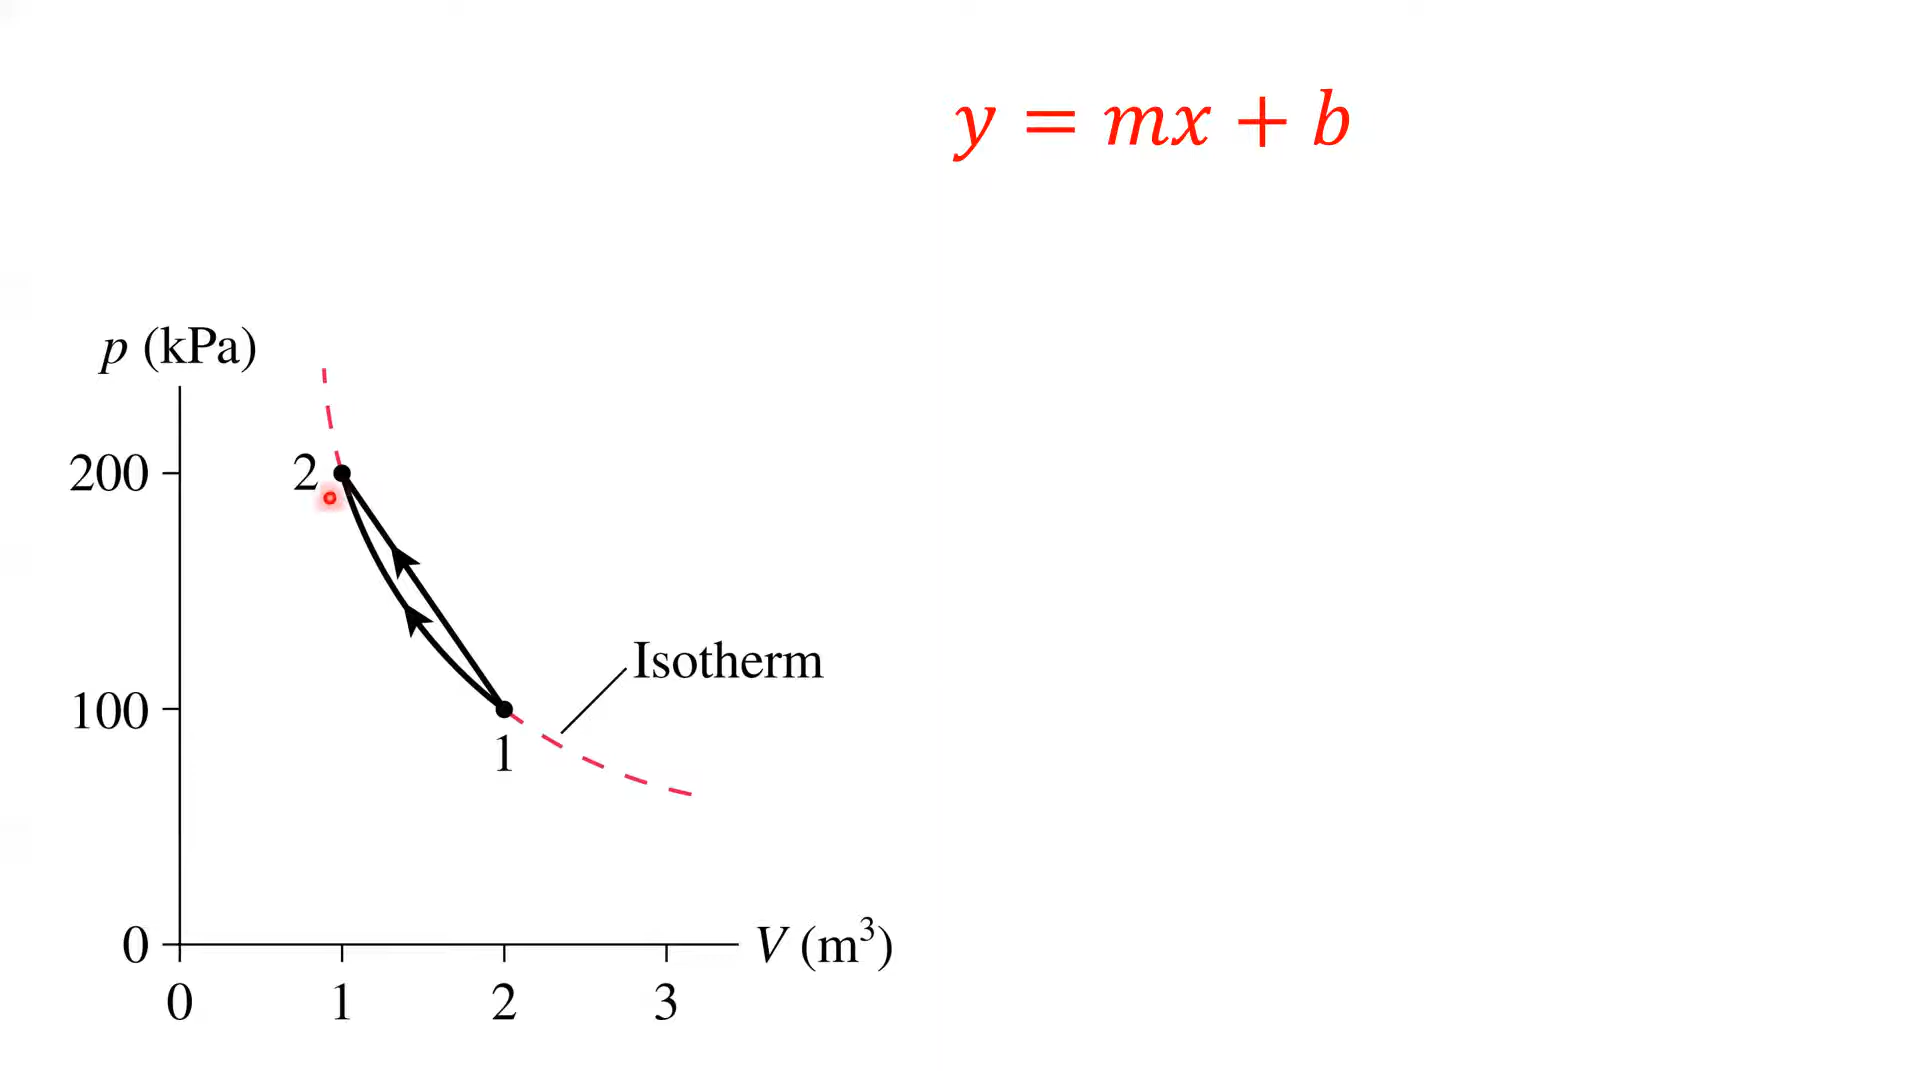 y = mx + b
p (kPa)
200
2
Isotherm
100
1
0
V (m³)
0 1 2 3